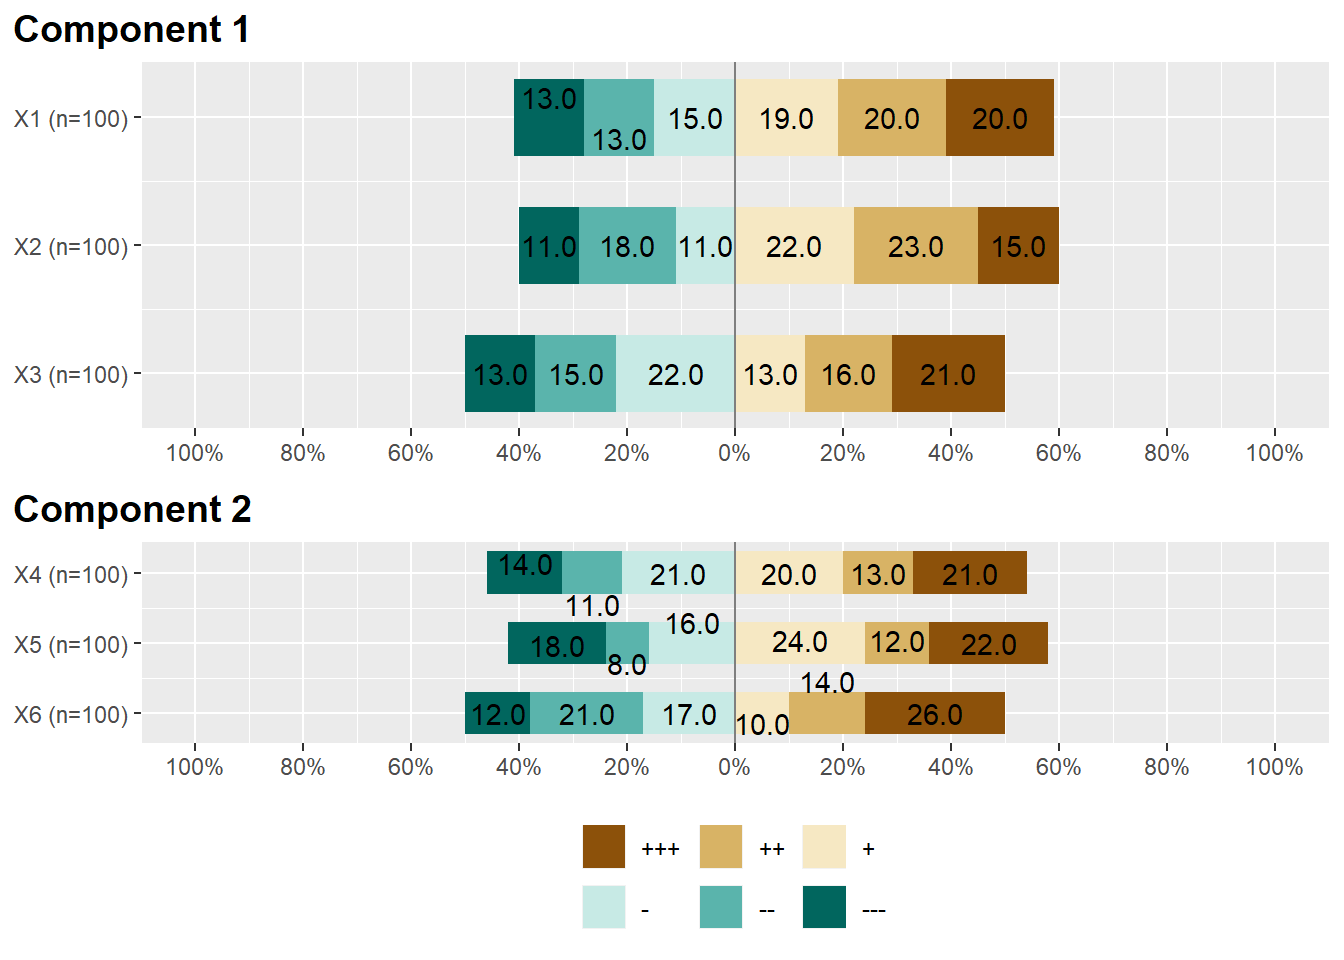 Component 1
X1 (n=100) 13.0 13.0 15.0 19.0 20.0 20.0
X2 (n=100) 11.0 18.0 11.0 22.0 23.0 15.0
X3 (n=100) 13.0 15.0 22.0 13.0 16.0 21.0
100% 80% 60% 40% 20% 0% 20% 40% 60% 80% 100%
Component 2
X4 (n=100) 14.0 11.0 21.0 20.0 13.0 21.0
X5 (n=100) 18.0 8.0 16.0 24.0 12.0 22.0
X6 (n=100) 12.0 21.0 17.0 10.0 14.0 26.0
100% 80% 60% 40% 20% 0% 20% 40% 60% 80% 100%
+++ ++ +
- -- ---